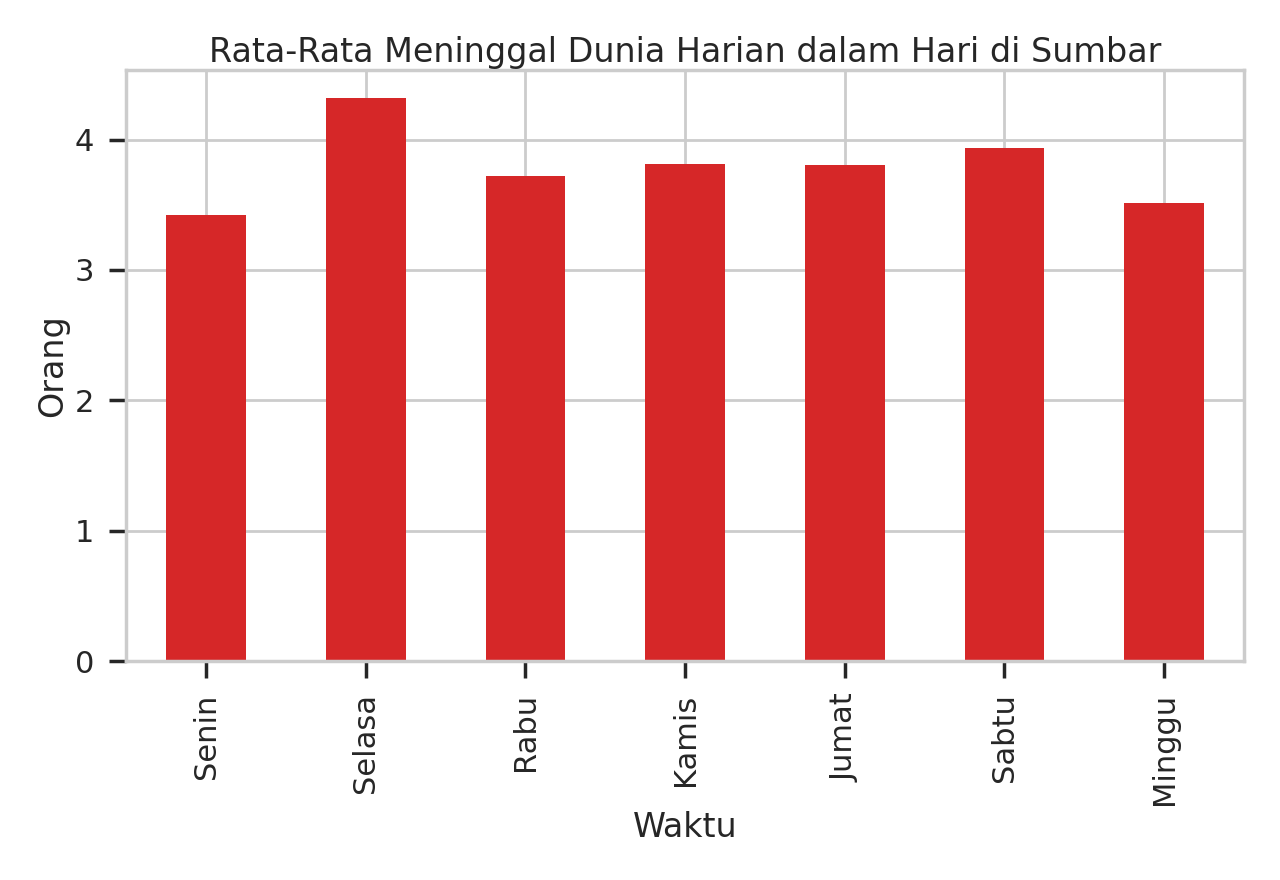 Rata-Rata Meninggal Dunia Harian dalam Hari di Sumbar
4
3
2
1
0
Orang
Senin
Selasa
Rabu
Kamis
Jumat
Sabtu
Minggu
Waktu